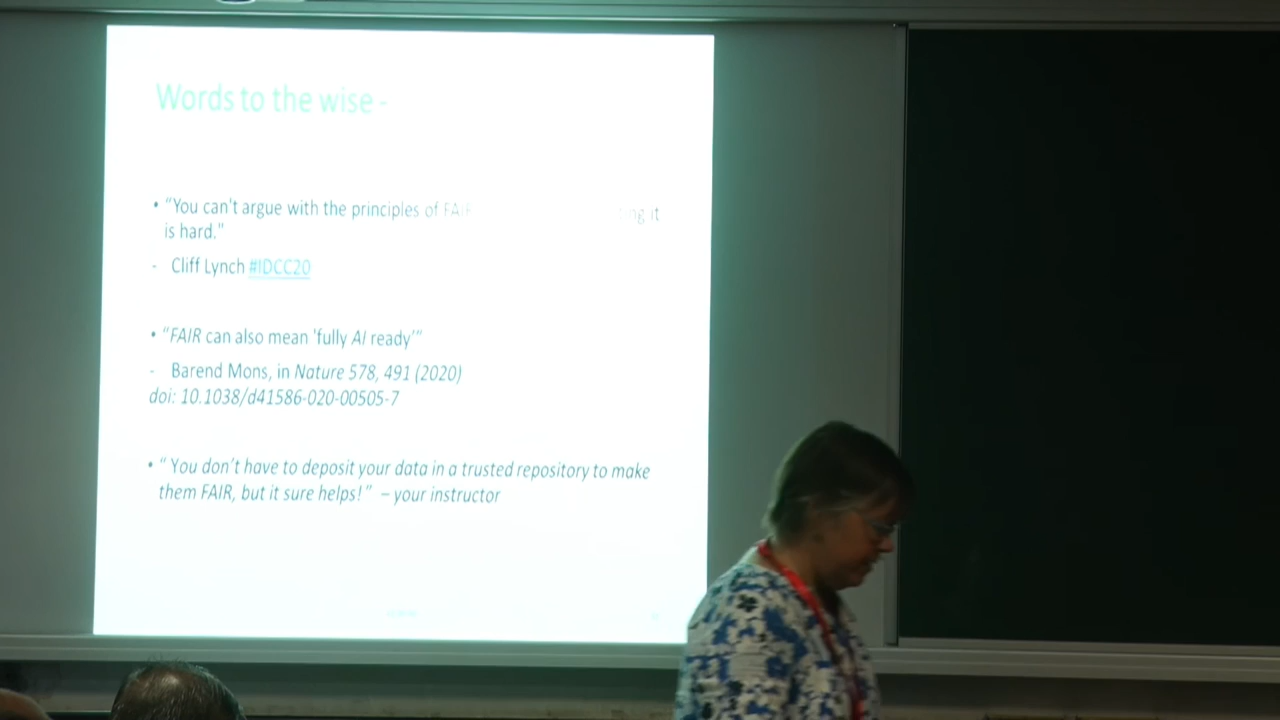 Words to the wise -
• "You can't argue with the principles of FAIR it
is hard."
- Cliff Lynch #IDCC20
• "FAIR can also mean 'fully AI ready'"
- Barend Mons, in Nature 578, 491 (2020)
doi: 10.1038/d41586-020-00505-7
• " You don't have to deposit your data in a trusted repository to make
them FAIR, but it sure helps!" – your instructor